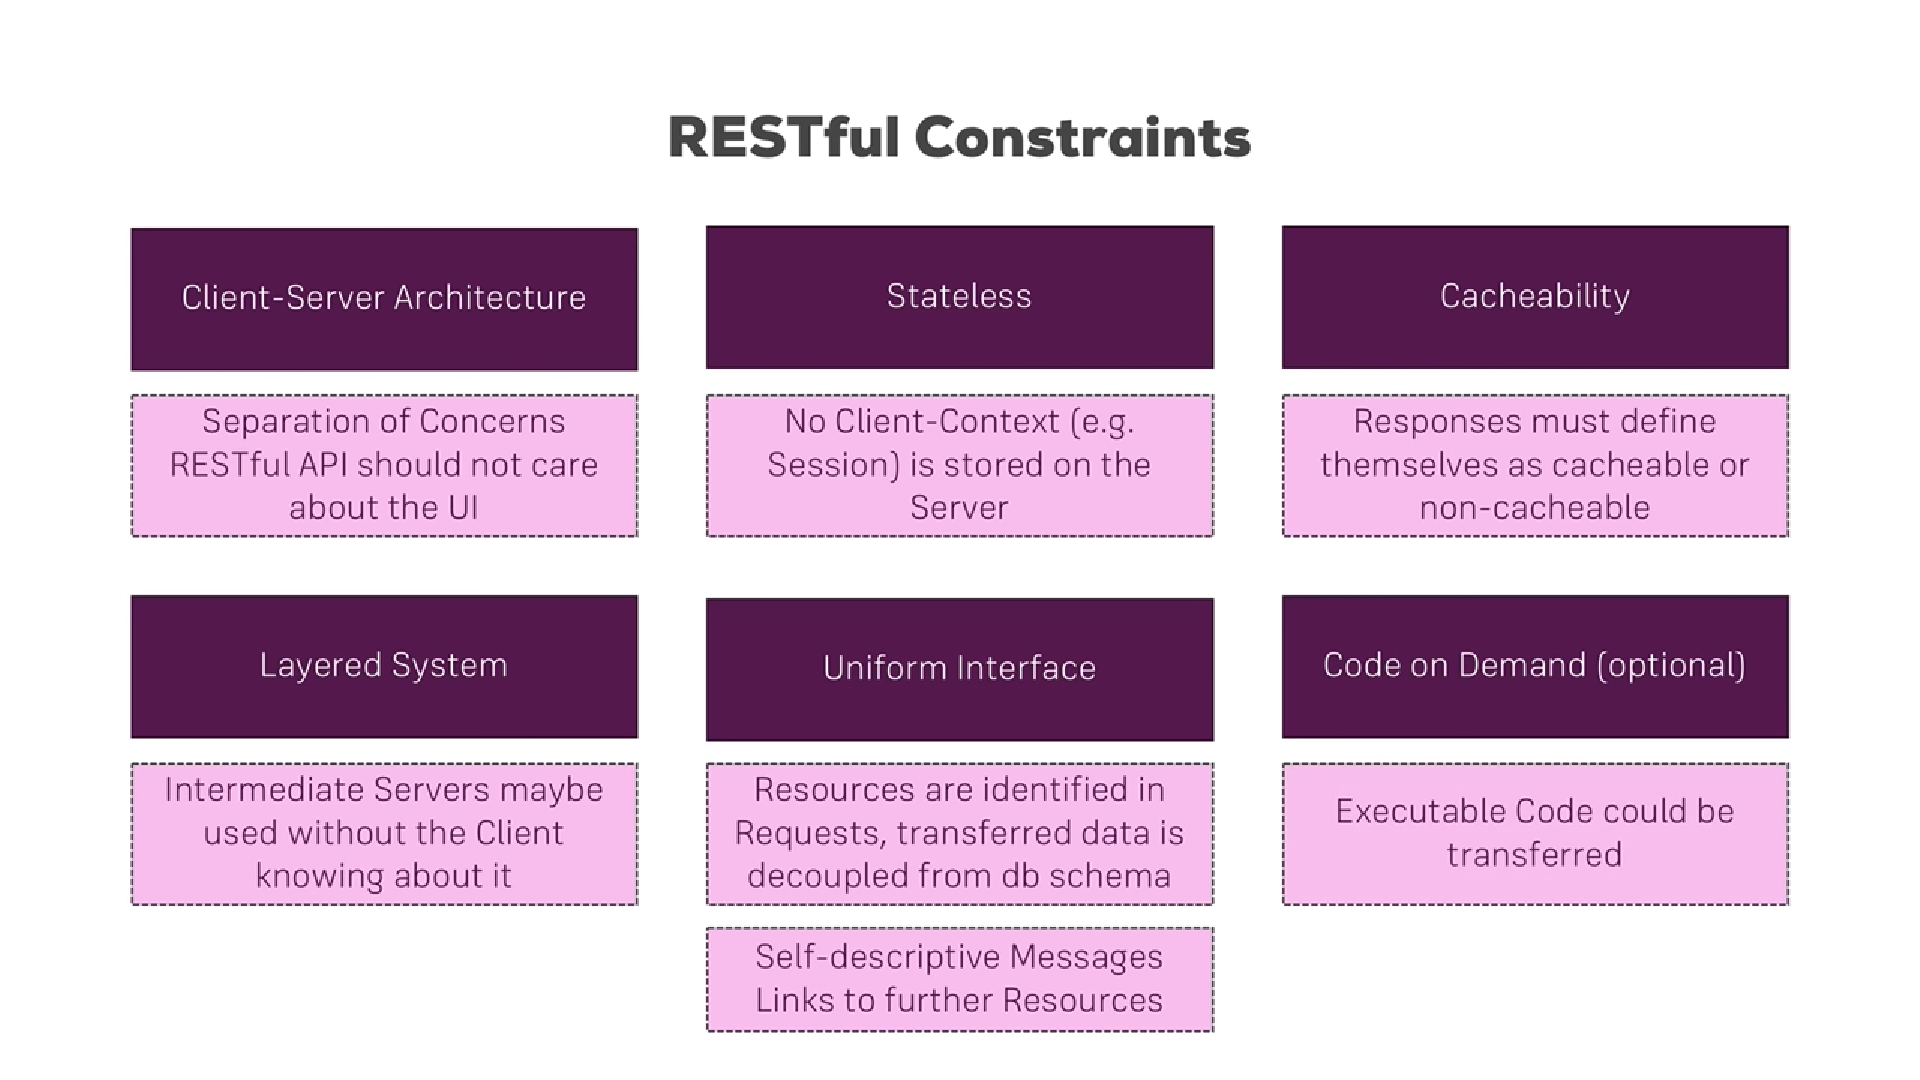 RESTful Constraints
Client-Server Architecture
Separation of Concerns
RESTful API should not care
about the UI
Stateless
No Client-Context (e.g.
Session) is stored on the
Server
Cacheability
Responses must define
themselves as cacheable or
non-cacheable
Layered System
Intermediate Servers maybe
used without the Client
knowing about it
Uniform Interface
Resources are identified in
Requests, transferred data is
decoupled from db schema
Self-descriptive Messages
Links to further Resources
Code on Demand (optional)
Executable Code could be
transferred